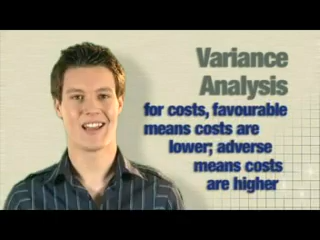 Variance
Analysis
for costs, favourable
means costs are
lower; adverse
means costs
are higher